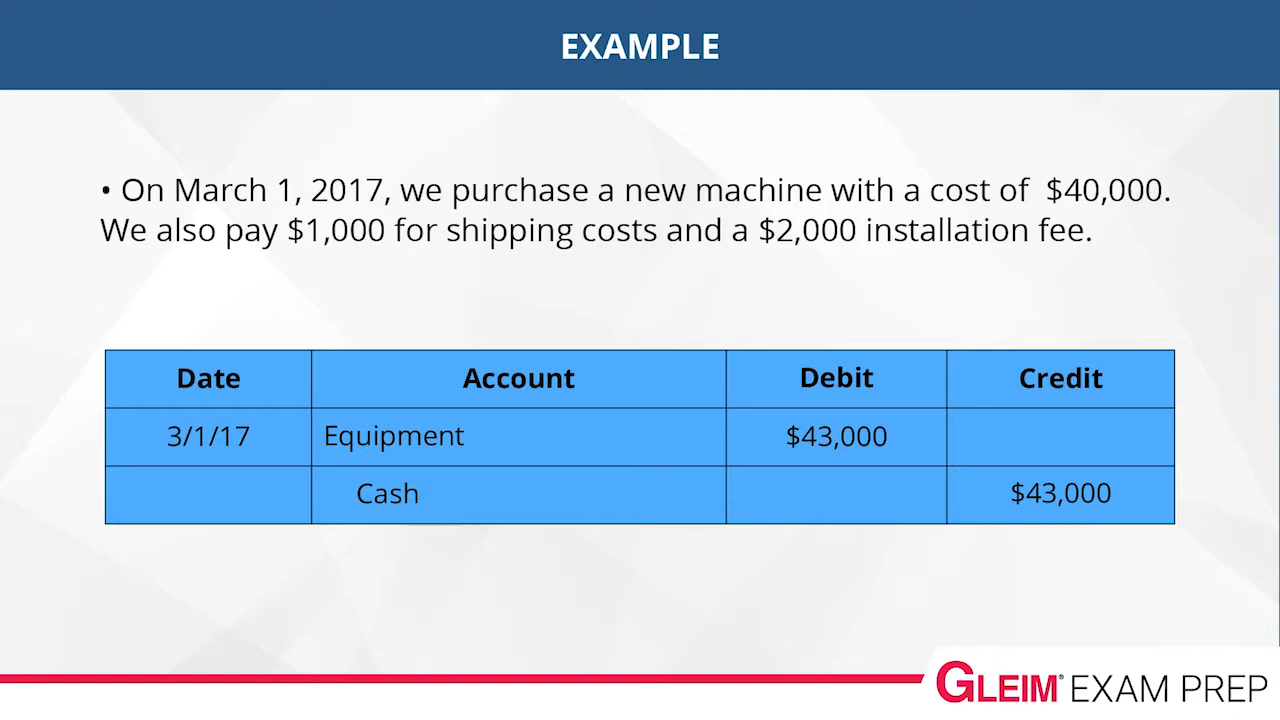 EXAMPLE
• On March 1, 2017, we purchase a new machine with a cost of  $40,000.
We also pay $1,000 for shipping costs and a $2,000 installation fee.
Date Account Debit Credit
3/1/17 Equipment $43,000
Cash $43,000
GLEIM® EXAM PREP